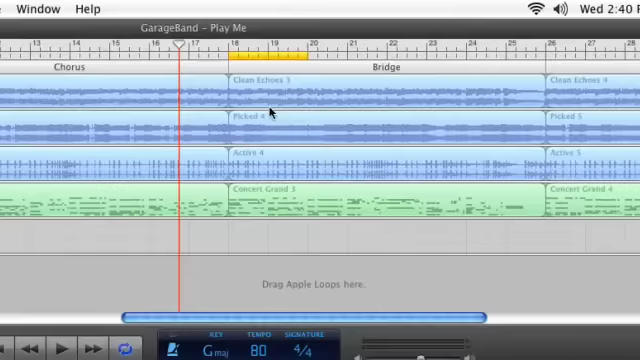 Window Help Wed 2:40 P
GarageBand - Play Me
13 14 15 16 17 18 19 20 21 22 23 24 25 26 27 28
Chorus Bridge
Clean Echoes 3 Clean Echoes 4
Picked 4 Picked 5
Active 4 Active 5
Concert Grand 3 Concert Grand 4
Drag Apple Loops here.
KEY TEMPO SIGNATURE
G maj 80 4/4